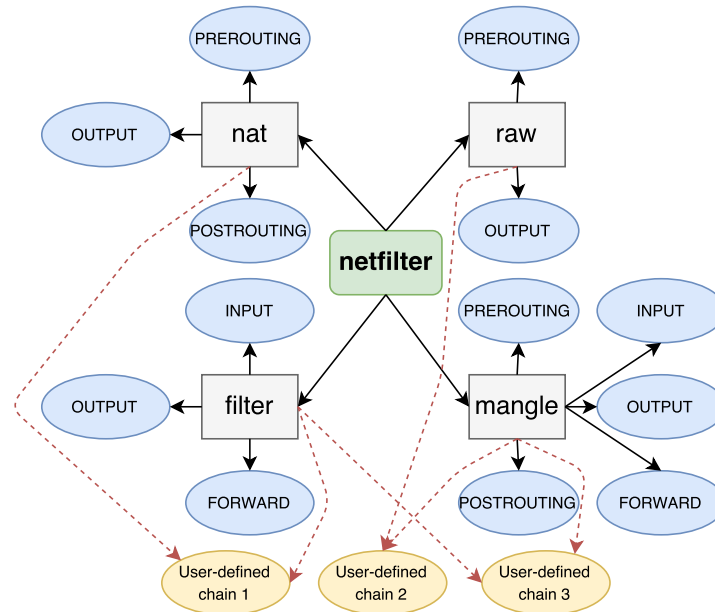 PREROUTING
PREROUTING
OUTPUT
nat
raw
POSTROUTING
OUTPUT
netfilter
INPUT
PREROUTING
INPUT
OUTPUT
filter
mangle
OUTPUT
FORWARD
POSTROUTING
FORWARD
User-defined
chain 1
User-defined
chain 2
User-defined
chain 3